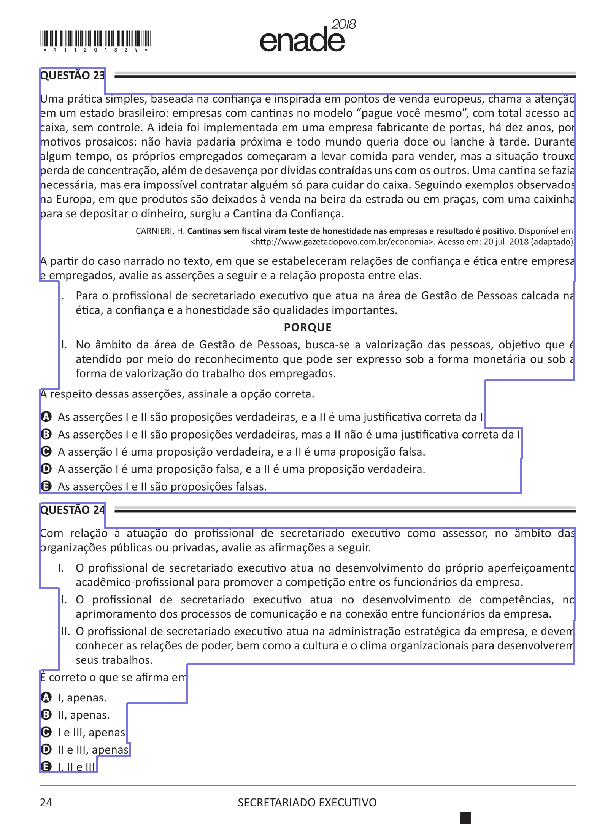 enade 2018
*R11201824*
QUESTÃO 23
Uma prática simples, baseada na confiança e inspirada em pontos de venda europeus, chama a atenção
em um estado brasileiro: empresas com cantinas no modelo “pague você mesmo”, com total acesso ao
caixa, sem controle. A ideia foi implementada em uma empresa fabricante de portas, há dez anos, por
motivos prosaicos: não havia padaria próxima e todo mundo queria doce ou lanche à tarde. Durante
algum tempo, os próprios empregados começaram a levar comida para vender, mas a situação trouxe
perda de concentração, além de desavença por dívidas contraídas uns com os outros. Uma cantina se fazia
necessária, mas era impossível contratar alguém só para cuidar do caixa. Seguindo exemplos observados
na Europa, em que produtos são deixados à venda na beira da estrada ou em praças, com uma caixinha
para se depositar o dinheiro, surgiu a Cantina da Confiança.
CARNIERI, H. Cantinas sem fiscal viram teste de honestidade nas empresas e resultado é positivo. Disponível em
<http://www.gazetadopovo.com.br/economia>. Acesso em: 20 jul. 2018 (adaptado)
A partir do caso narrado no texto, em que se estabeleceram relações de confiança e ética entre empresa
e empregados, avalie as asserções a seguir e a relação proposta entre elas.
I. Para o profissional de secretariado executivo que atua na área de Gestão de Pessoas calcada na
ética, a confiança e a honestidade são qualidades importantes.
PORQUE
II. No âmbito da área de Gestão de Pessoas, busca-se a valorização das pessoas, objetivo que é
atendido por meio do reconhecimento que pode ser expresso sob a forma monetária ou sob a
forma de valorização do trabalho dos empregados.
A respeito dessas asserções, assinale a opção correta.
A As asserções I e II são proposições verdadeiras, e a II é uma justificativa correta da I
B As asserções I e II são proposições verdadeiras, mas a II não é uma justificativa correta da I
C A asserção I é uma proposição verdadeira, e a II é uma proposição falsa.
D A asserção I é uma proposição falsa, e a II é uma proposição verdadeira.
E As asserções I e II são proposições falsas.
QUESTÃO 24
Com relação à atuação do profissional de secretariado executivo como assessor, no âmbito das
organizações públicas ou privadas, avalie as afirmações a seguir.
I. O profissional de secretariado executivo atua no desenvolvimento do próprio aperfeiçoamento
acadêmico-profissional para promover a competição entre os funcionários da empresa.
II. O profissional de secretariado executivo atua no desenvolvimento de competências, no
aprimoramento dos processos de comunicação e na conexão entre funcionários da empresa.
III. O profissional de secretariado executivo atua na administração estratégica da empresa, e devem
conhecer as relações de poder, bem como a cultura e o clima organizacionais para desenvolverem
seus trabalhos.
É correto o que se afirma em
A I, apenas.
B II, apenas.
C I e III, apenas
D II e III, apenas
E I, II e III
24
SECRETARIADO EXECUTIVO